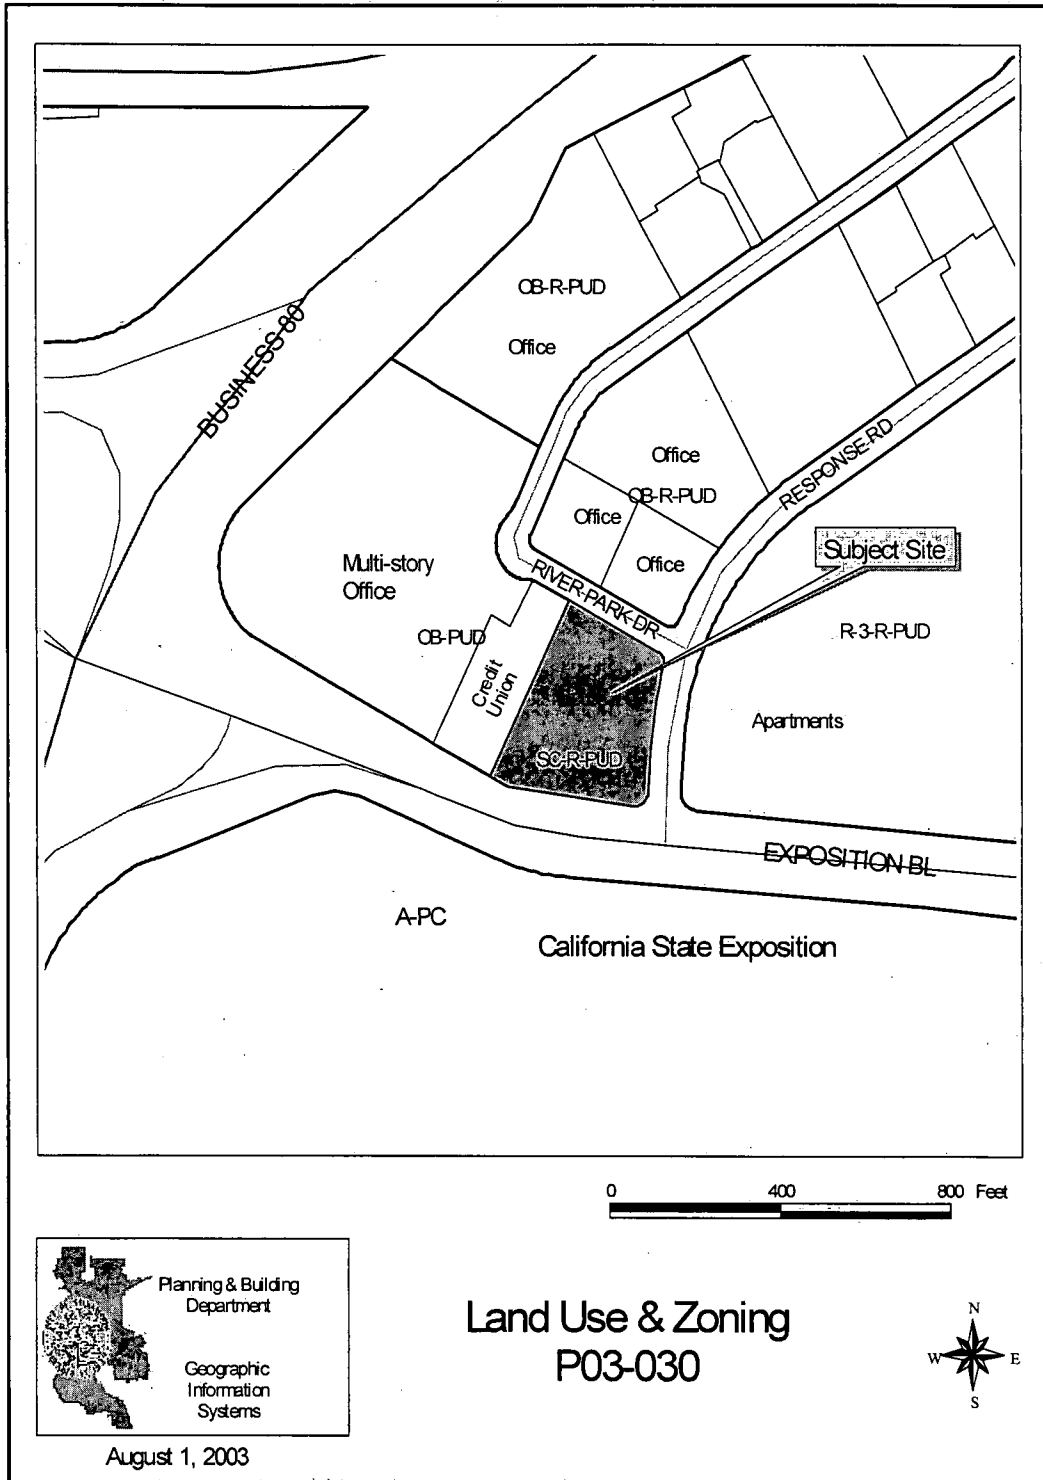 BUSINESS 80
OB-R-PUD
Office
Office
OB-R-PUD
Office
Office
RESPONSE RD
Subject Site
Multi-story
Office
RIVER PARK DR
OB-PUD
R-3-R-PUD
Credit
Union
Apartments
SC-R-PUD
EXPOSITION BL
A-PC
California State Exposition
0 400 800 Feet
Planning & Building
Department
Geographic
Information
Systems
August 1, 2003
Land Use & Zoning
P03-030
N
W E
S